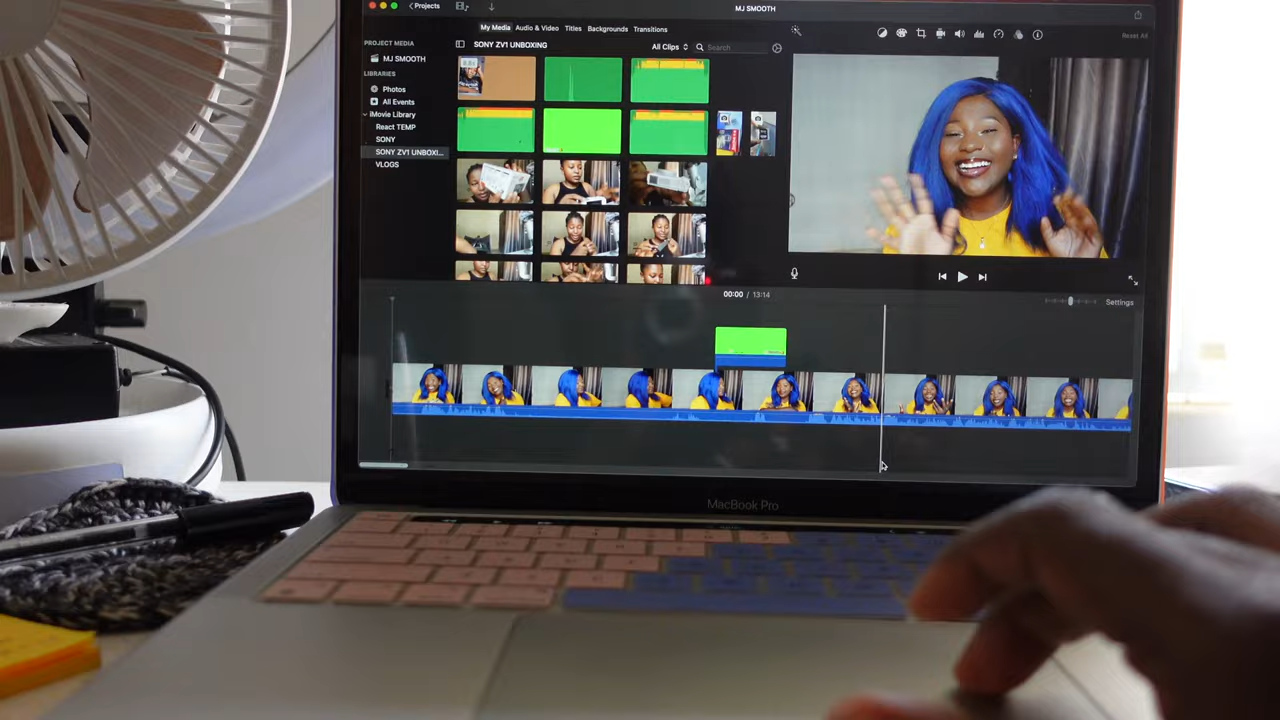 Projects
MJ SMOOTH
My Media
Audio & Video
Titles
Backgrounds
Transitions
PROJECT MEDIA
MJ SMOOTH
LIBRARIES
Photos
All Events
iMovie Library
React TEMP
SONY
SONY ZV1 UNBOXI...
VLOGS
SONY ZV1 UNBOXING
All Clips
Search
Reset All
00:00 / 13:14
Settings
MacBook Pro